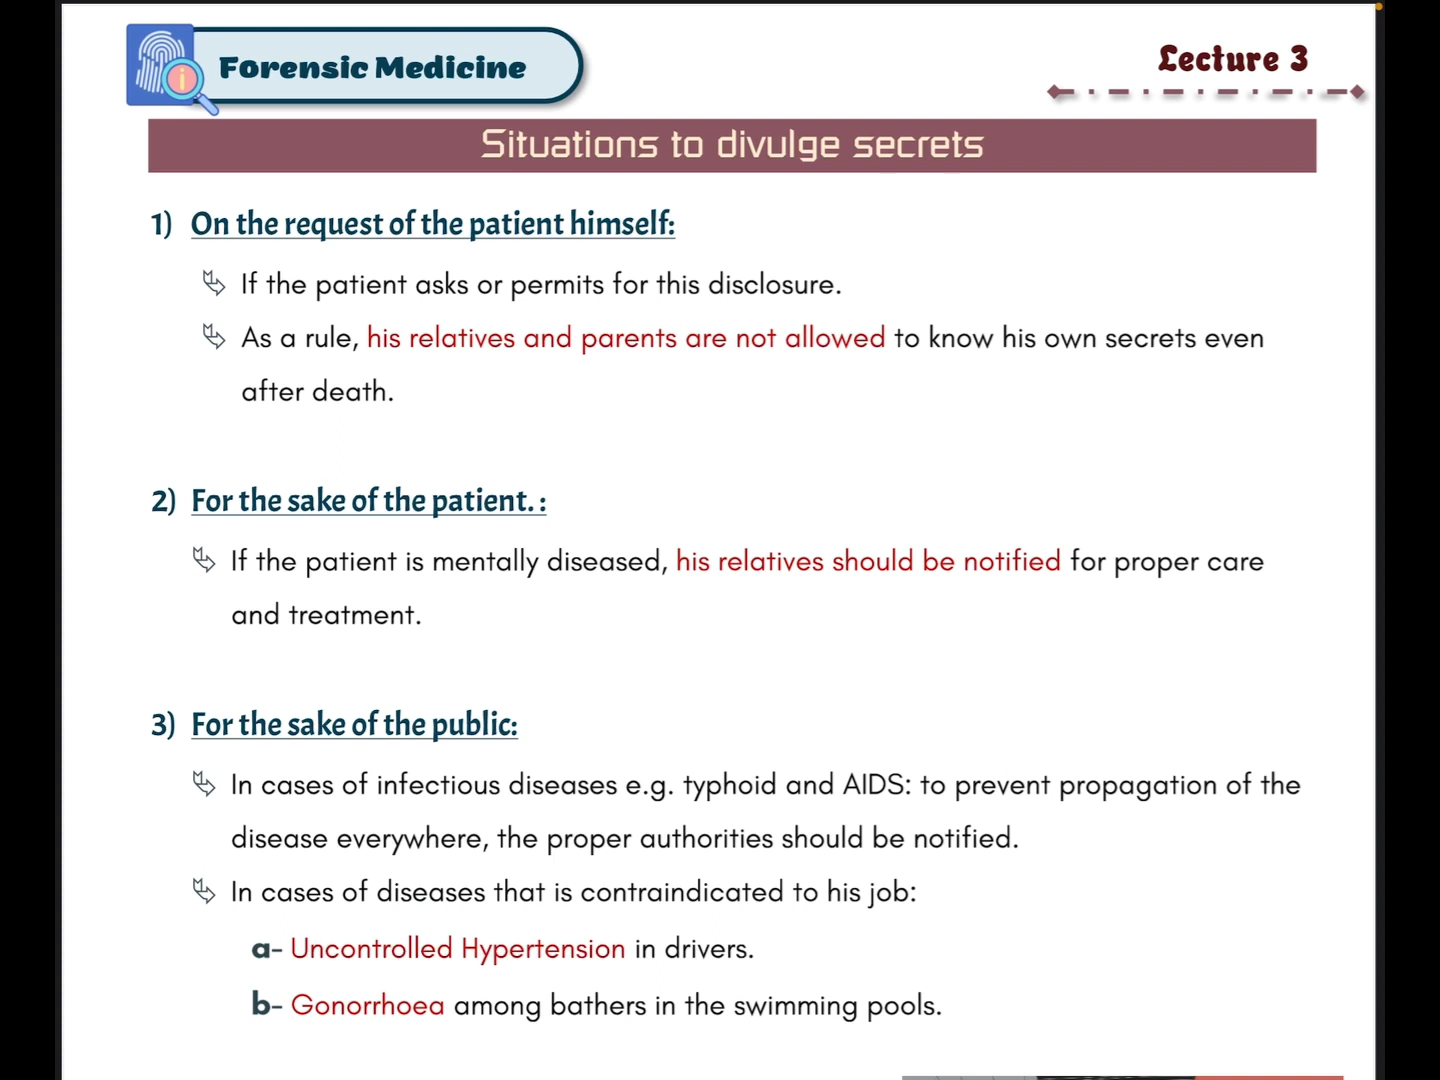 Forensic Medicine
Lecture 3
Situations to divulge secrets
1) On the request of the patient himself:
If the patient asks or permits for this disclosure.
As a rule, his relatives and parents are not allowed to know his own secrets even
after death.
2) For the sake of the patient. :
If the patient is mentally diseased, his relatives should be notified for proper care
and treatment.
3) For the sake of the public:
In cases of infectious diseases e.g. typhoid and AIDS: to prevent propagation of the
disease everywhere, the proper authorities should be notified.
In cases of diseases that is contraindicated to his job:
a- Uncontrolled Hypertension in drivers.
b- Gonorrhoea among bathers in the swimming pools.